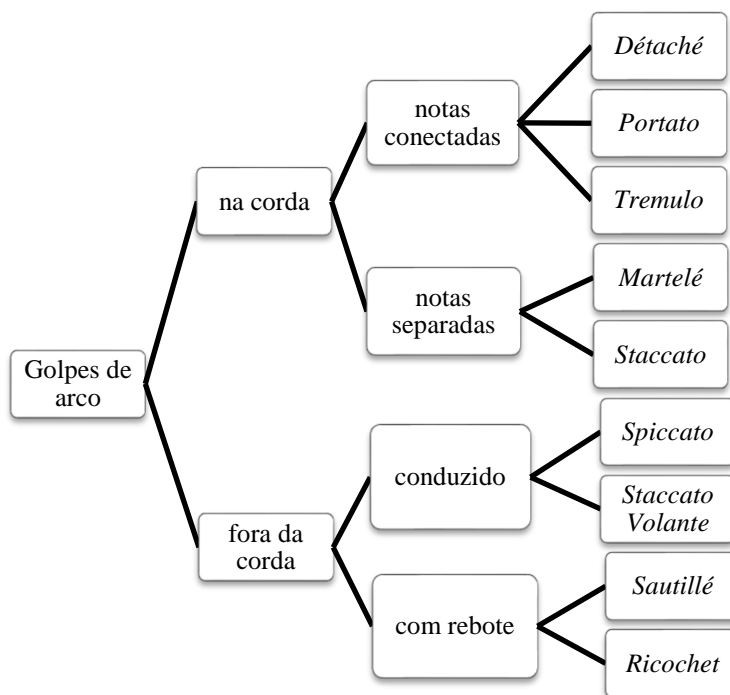 Golpes de
arco
na corda
notas
conectadas
Détaché
Portato
Tremulo
notas
separadas
Martelé
Staccato
fora da
corda
conduzido
Spiccato
Staccato
Volante
com rebote
Sautillé
Ricochet